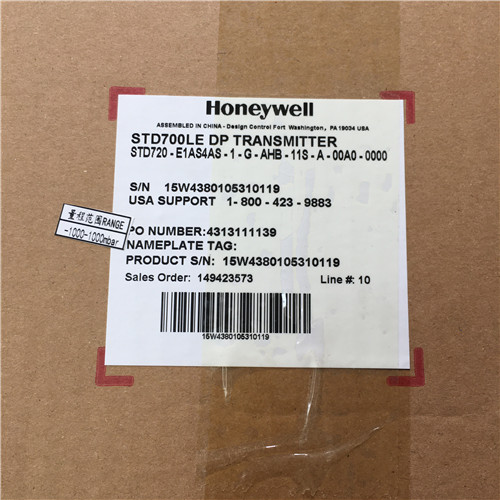 Honeywell
ASSEMBLED IN CHINA - Design Control Fort Washington, PA 19034 USA
STD700LE DP TRANSMITTER
STD720 - E1AS4AS - 1 - G - AHB - 11S - A - 00A0 - 0000
S/N 15W4380105310119
USA SUPPORT 1- 800 - 423 - 9883
量程范围RANGE
-1000-1000mbar
PO NUMBER:4313111139
NAMEPLATE TAG:
PRODUCT S/N: 15W4380105310119
Sales Order: 149423573 Line #: 10
15W4380105310119